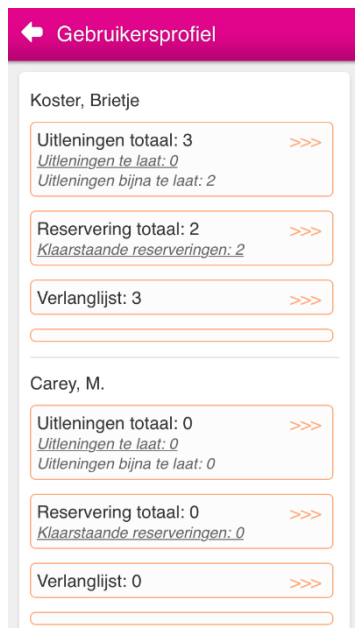 Gebruikersprofiel
Koster, Brietje
Uitleningen totaal: 3 >>>
Uitleningen te laat: 0
Uitleningen bijna te laat: 2
Reservering totaal: 2 >>>
Klaarstaande reserveringen: 2
Verlanglijst: 3 >>>
Carey, M.
Uitleningen totaal: 0 >>>
Uitleningen te laat: 0
Uitleningen bijna te laat: 0
Reservering totaal: 0 >>>
Klaarstaande reserveringen: 0
Verlanglijst: 0 >>>